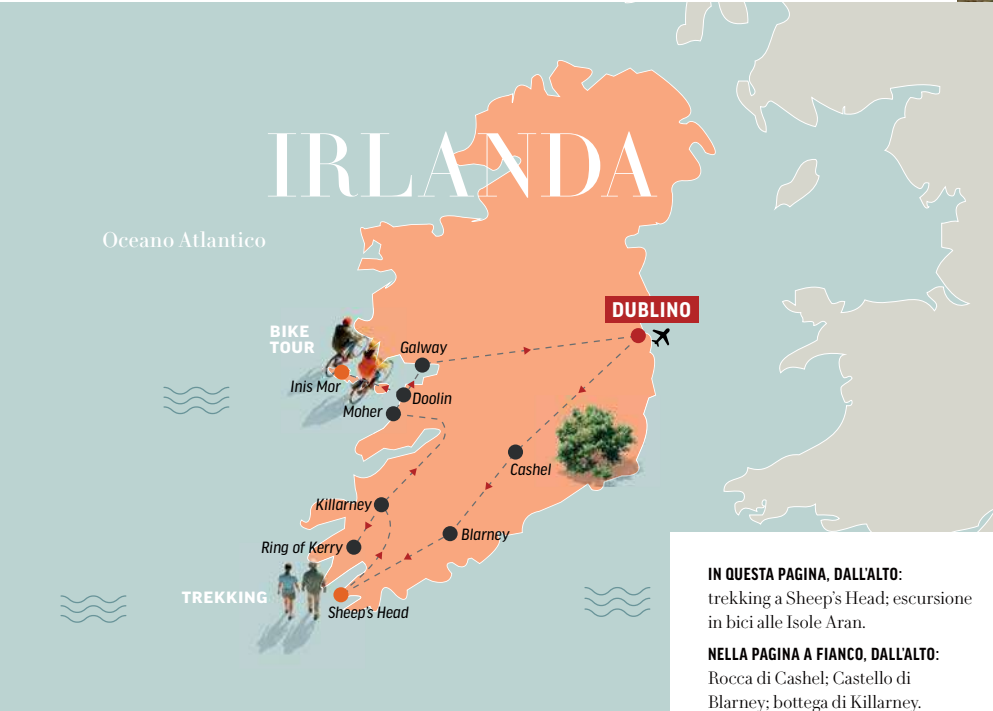 IRLANDA
Oceano Atlantico
DUBLINO
BIKE
TOUR
Galway
Inis Mor
Doolin
Moher
Cashel
Killarney
Blarney
Ring of Kerry
TREKKING
Sheep's Head
IN QUESTA PAGINA, DALL'ALTO:
trekking a Sheep's Head; escursione
in bici alle Isole Aran.
NELLA PAGINA A FIANCO, DALL'ALTO:
Rocca di Cashel; Castello di
Blarney; bottega di Killarney.